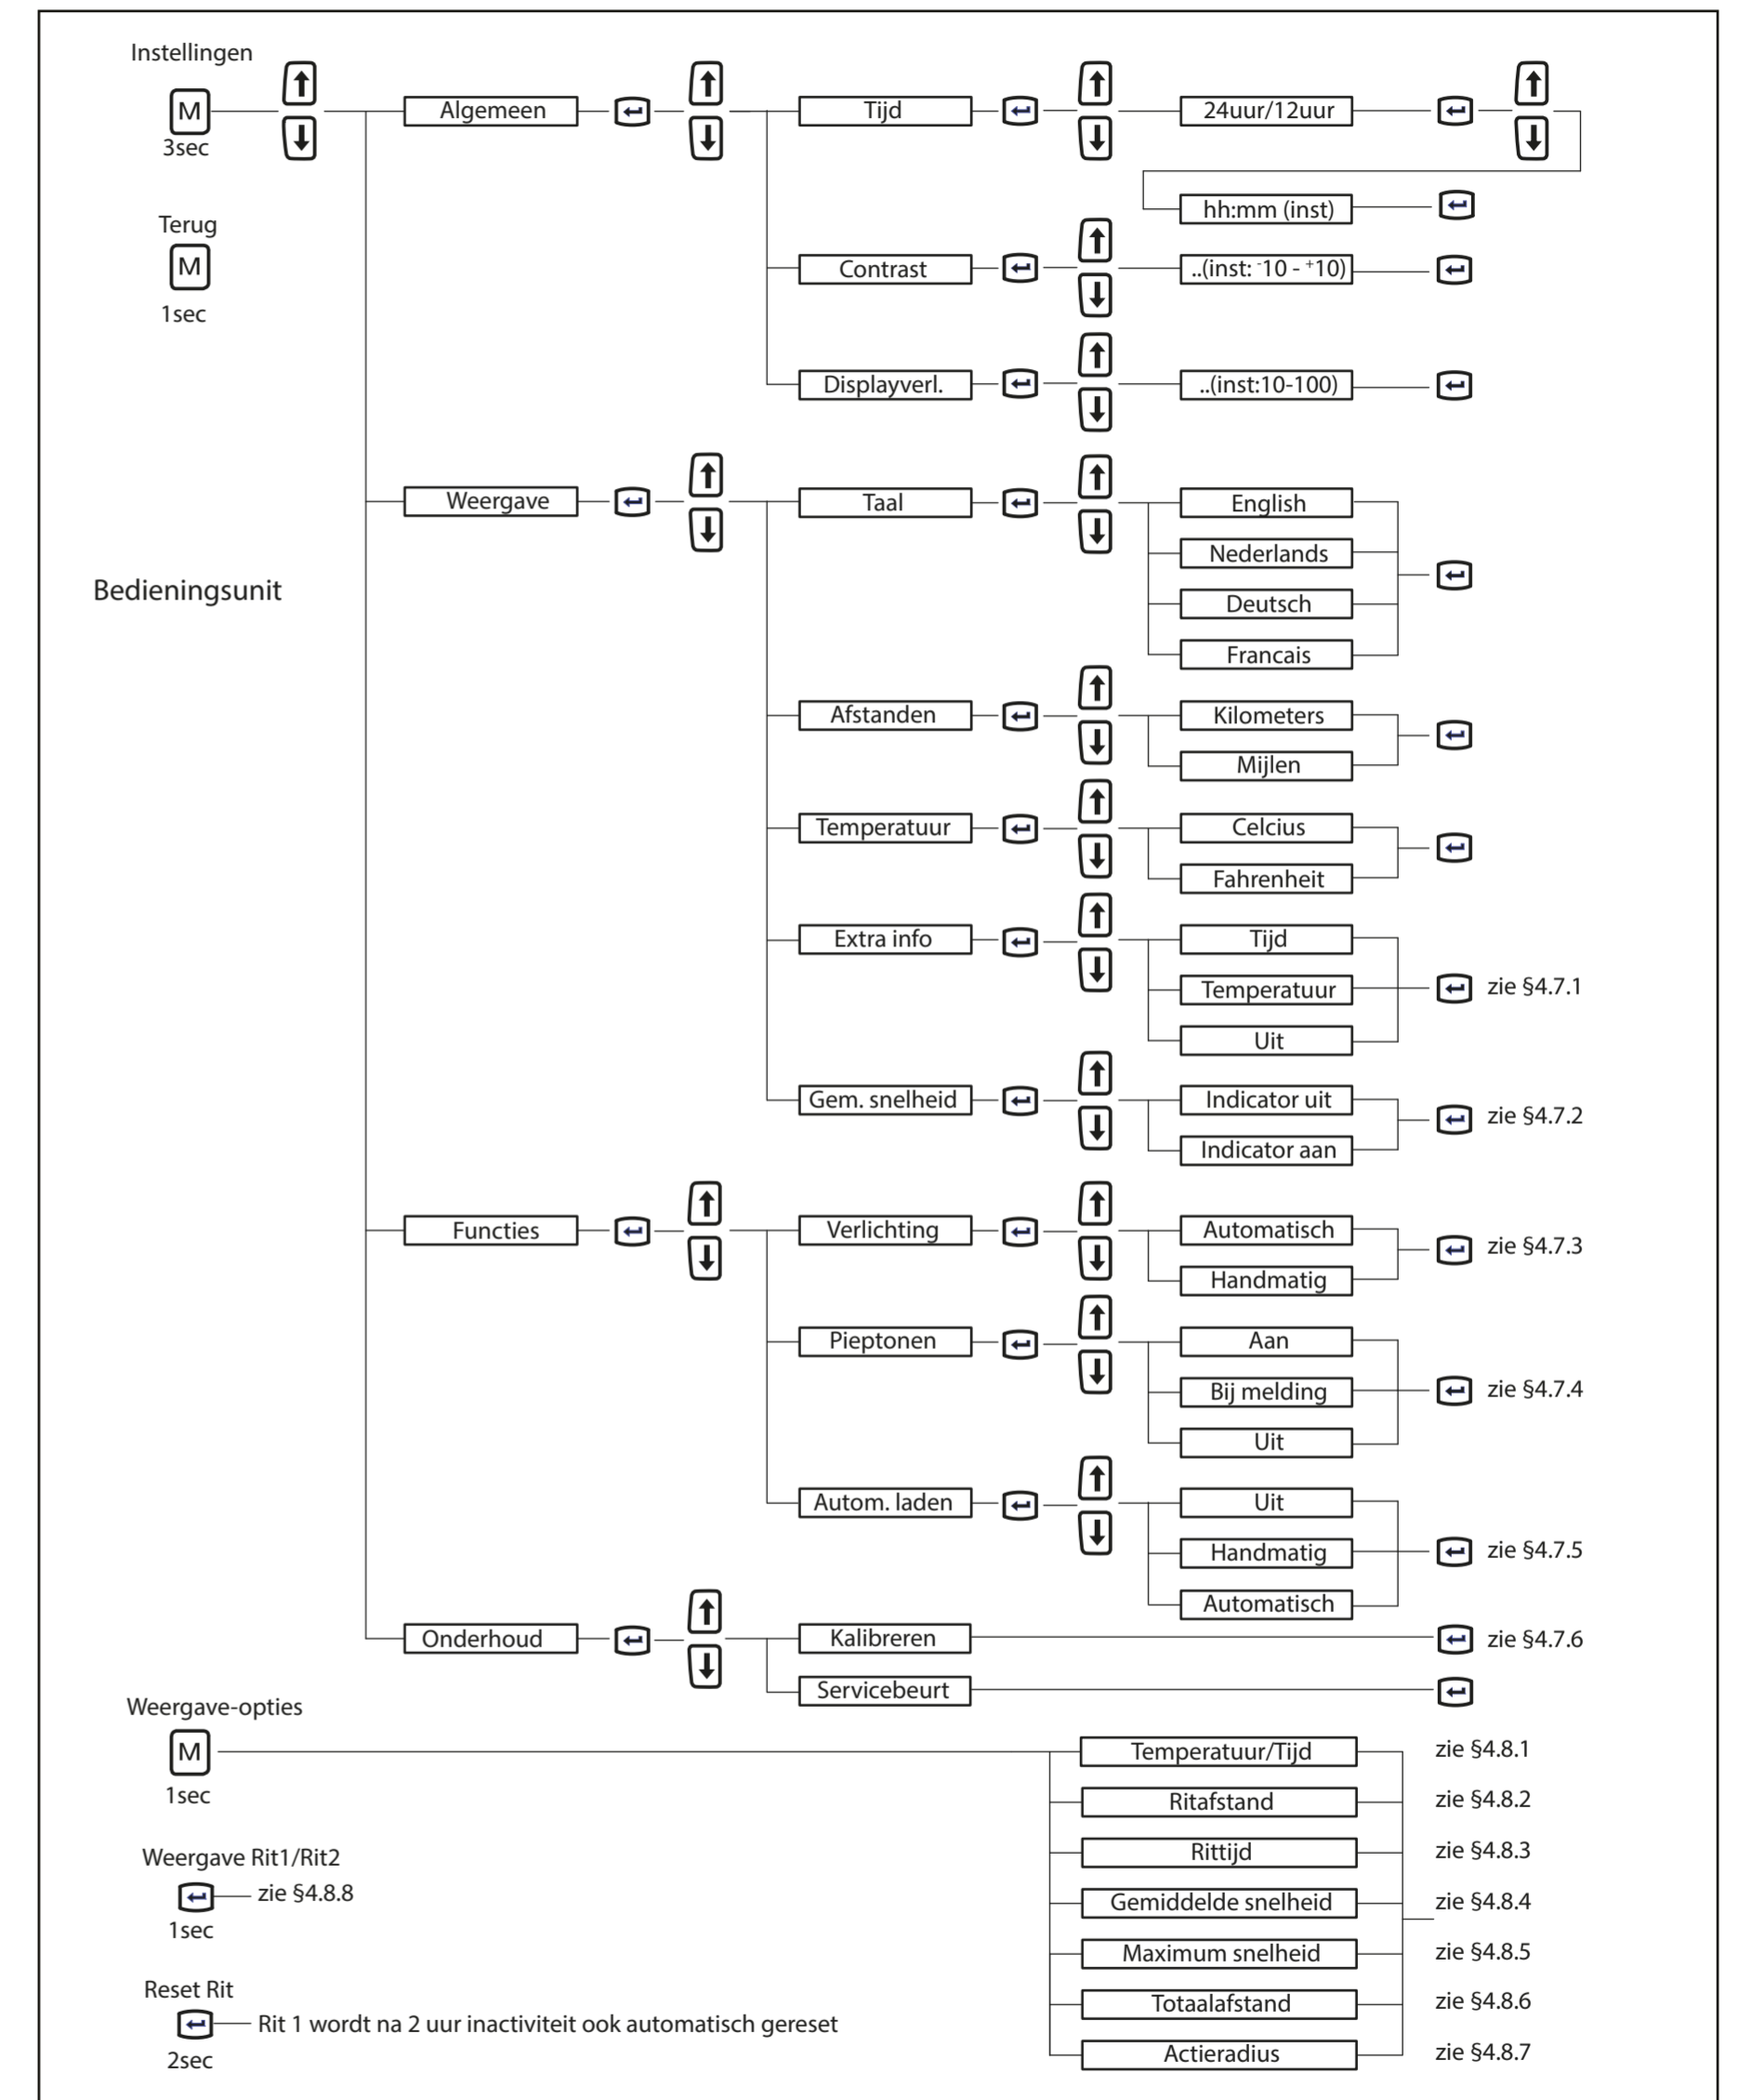 Instellingen
M
3sec
Algemeen
Tijd
24uur/12uur
hh:mm (inst)
Terug
M
1sec
Contrast
..(inst: -10 - +10)
Displayverl.
..(inst:10-100)
Weergave
Taal
English
Nederlands
Deutsch
Francais
Bedieningsunit
Afstanden
Kilometers
Mijlen
Temperatuur
Celcius
Fahrenheit
Extra info
Tijd
Temperatuur
Uit
zie §4.7.1
Gem. snelheid
Indicator uit
Indicator aan
zie §4.7.2
Functies
Verlichting
Automatisch
Handmatig
zie §4.7.3
Pieptonen
Aan
Bij melding
Uit
zie §4.7.4
Autom. laden
Uit
Handmatig
Automatisch
zie §4.7.5
Onderhoud
Kalibreren
zie §4.7.6
Servicebeurt
Weergave-opties
M
1sec
Temperatuur/Tijd
zie §4.8.1
Ritafstand
zie §4.8.2
Rittijd
zie §4.8.3
Gemiddelde snelheid
zie §4.8.4
Maximum snelheid
zie §4.8.5
Totaalafstand
zie §4.8.6
Actieradius
zie §4.8.7
Weergave Rit1/Rit2
zie §4.8.8
1sec
Reset Rit
Rit 1 wordt na 2 uur inactiviteit ook automatisch gereset
2sec